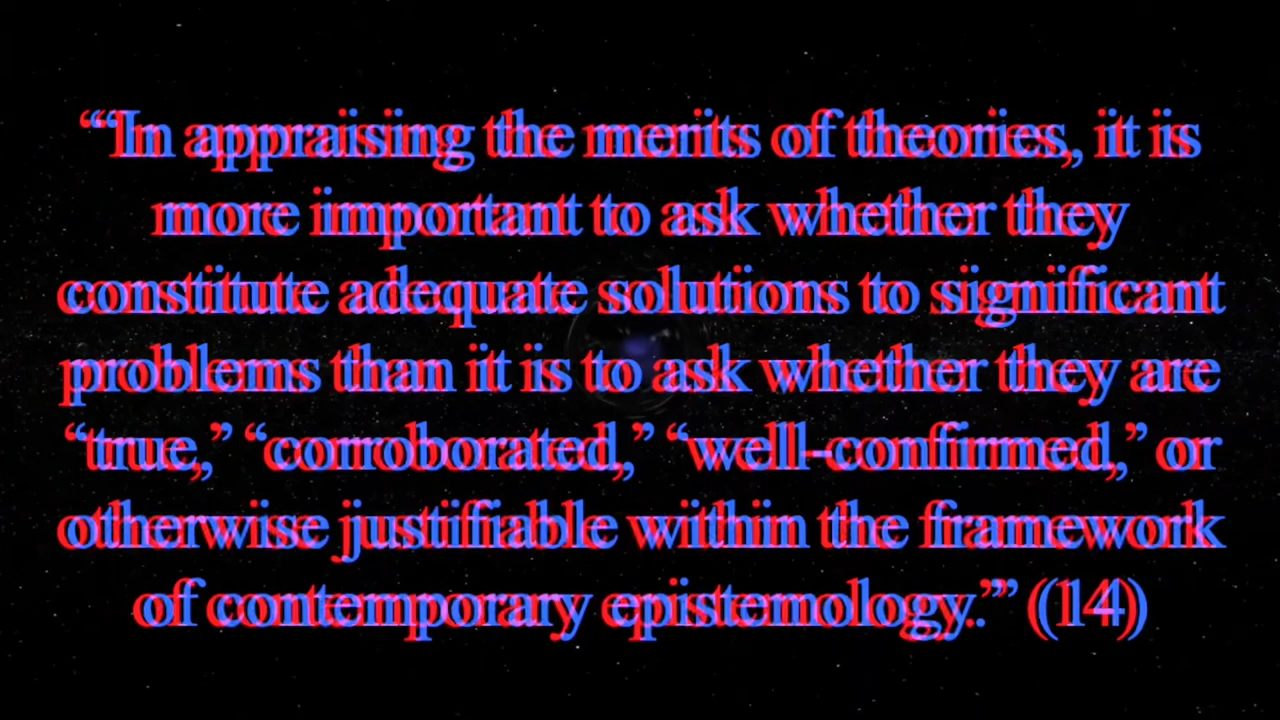 “In appraising the merits of theories, it is
more important to ask whether they
constitute adequate solutions to significant
problems than it is to ask whether they are
“true,” “corroborated,” “well-confirmed,” or
otherwise justifiable within the framework
of contemporary epistemology.” (14)